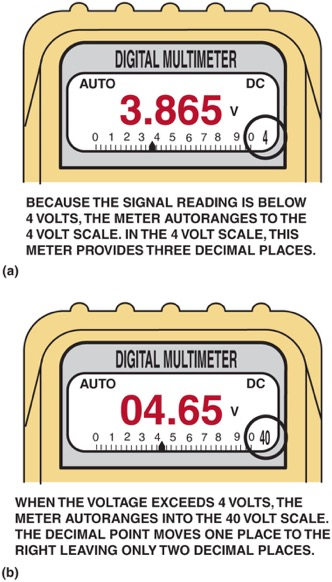 DIGITAL MULTIMETER
AUTO DC
3.865 V
0 1 2 3 4 5 6 7 8 9 0 4
BECAUSE THE SIGNAL READING IS BELOW
4 VOLTS, THE METER AUTORANGES TO THE
4 VOLT SCALE. IN THE 4 VOLT SCALE, THIS
METER PROVIDES THREE DECIMAL PLACES.
(a)
DIGITAL MULTIMETER
AUTO DC
04.65 V
0 1 2 3 4 5 6 7 8 9 0 40
WHEN THE VOLTAGE EXCEEDS 4 VOLTS, THE
METER AUTORANGES INTO THE 40 VOLT SCALE.
THE DECIMAL POINT MOVES ONE PLACE TO THE
RIGHT LEAVING ONLY TWO DECIMAL PLACES.
(b)